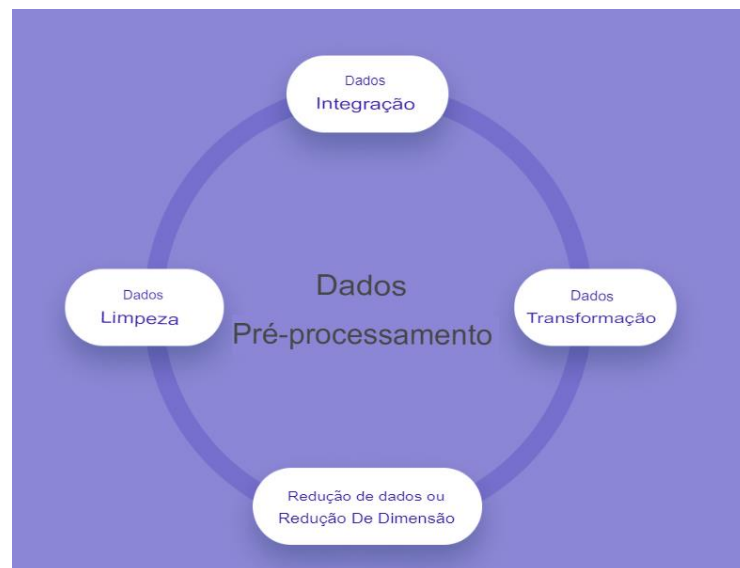 Dados
Integração
Dados
Limpeza
Dados
Pré-processamento
Dados
Transformação
Redução de dados ou
Redução De Dimensão